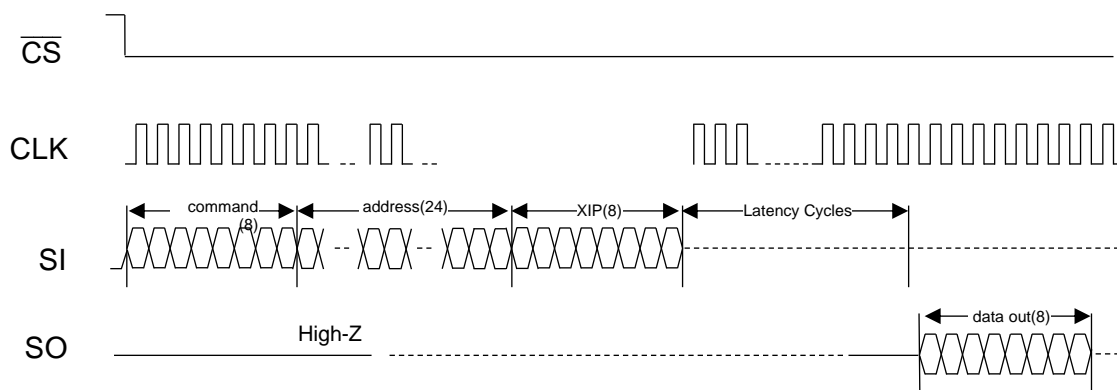 CS
CLK
command
(8)
address(24)
XIP(8)
Latency Cycles
SI
data out(8)
High-Z
SO